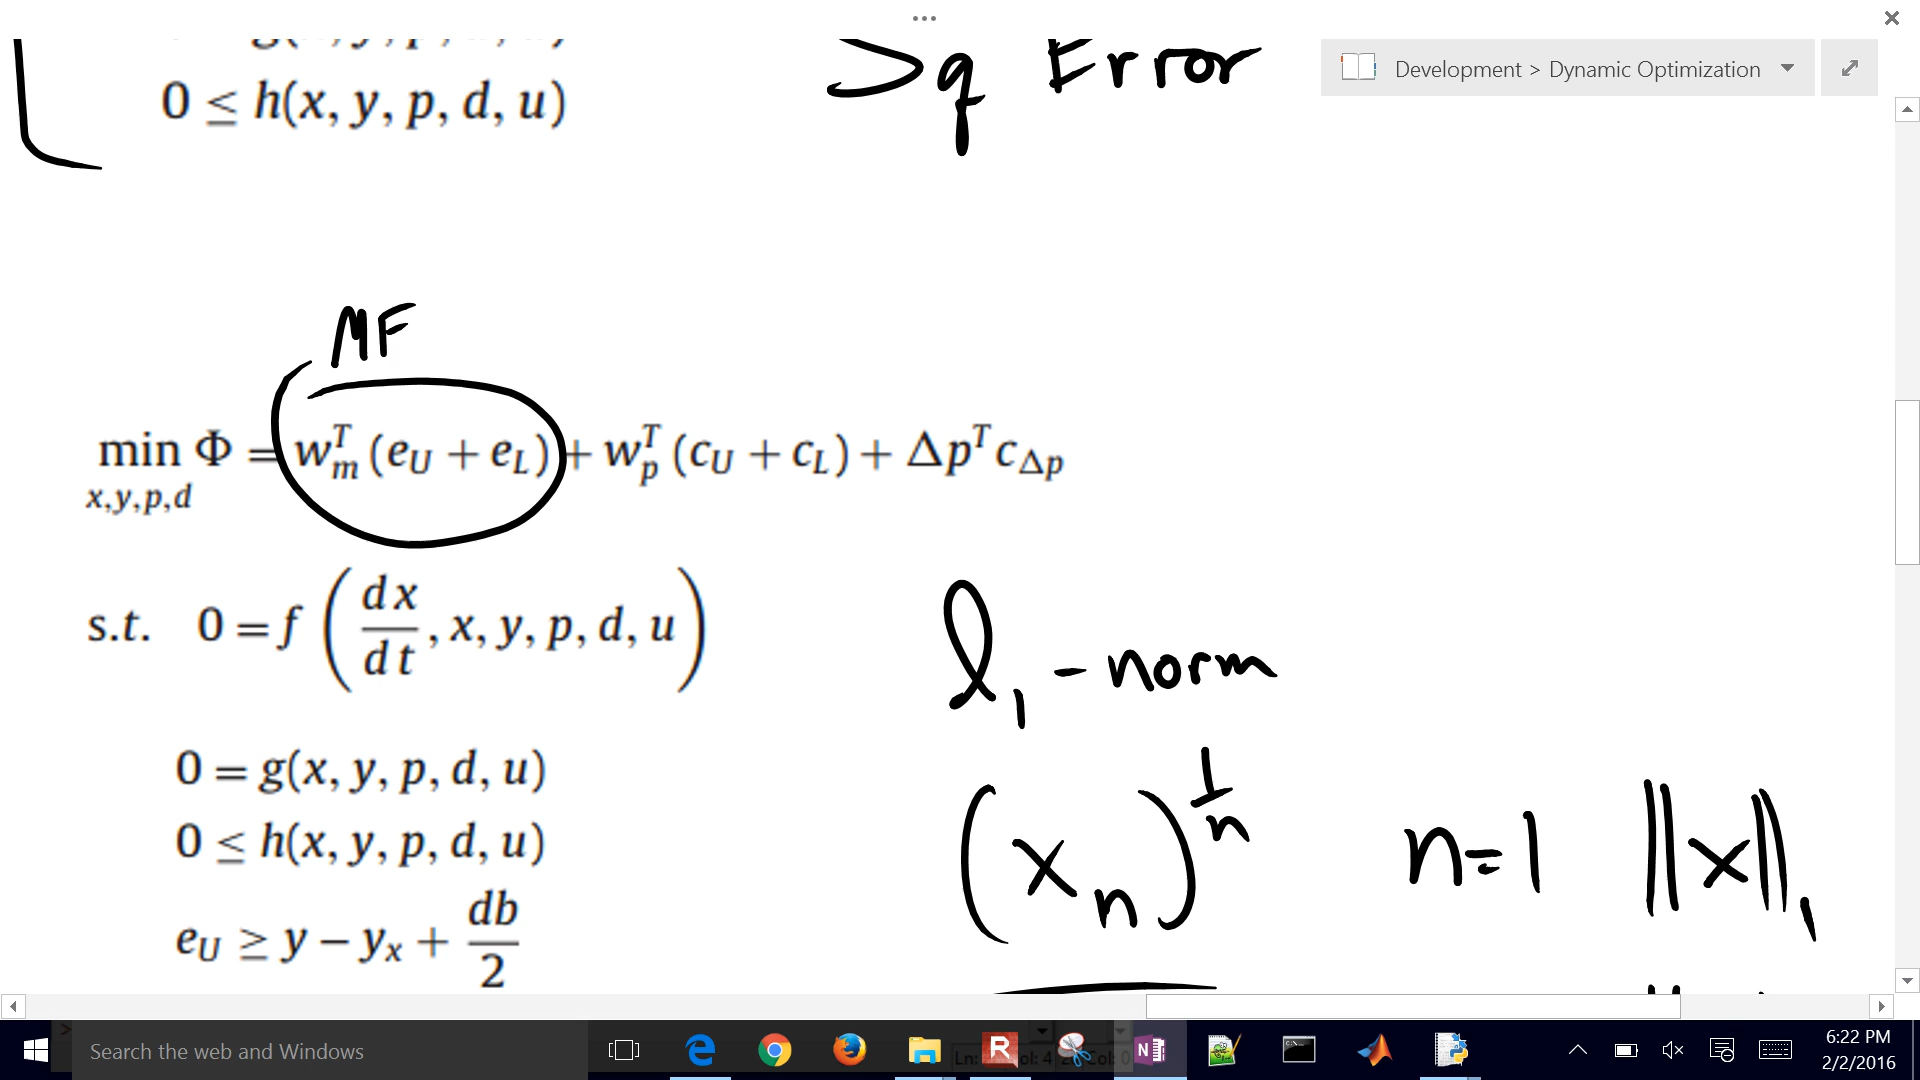 Sq Error
Development > Dynamic Optimization
0 ≤ h(x, y, p, d, u)
MF
min Φ = w_m^T (e_U + e_L) + w_p^T (c_U + c_L) + Δp^T c_Δp
x,y,p,d
s.t. 0 = f (dx/dt, x, y, p, d, u)
l₁ - norm
0 = g(x, y, p, d, u)
0 ≤ h(x, y, p, d, u)
(x_n)^(1/n) n=1 ||x||₁
e_U ≥ y − y_x + db/2
Search the web and Windows
6:22 PM
2/2/2016